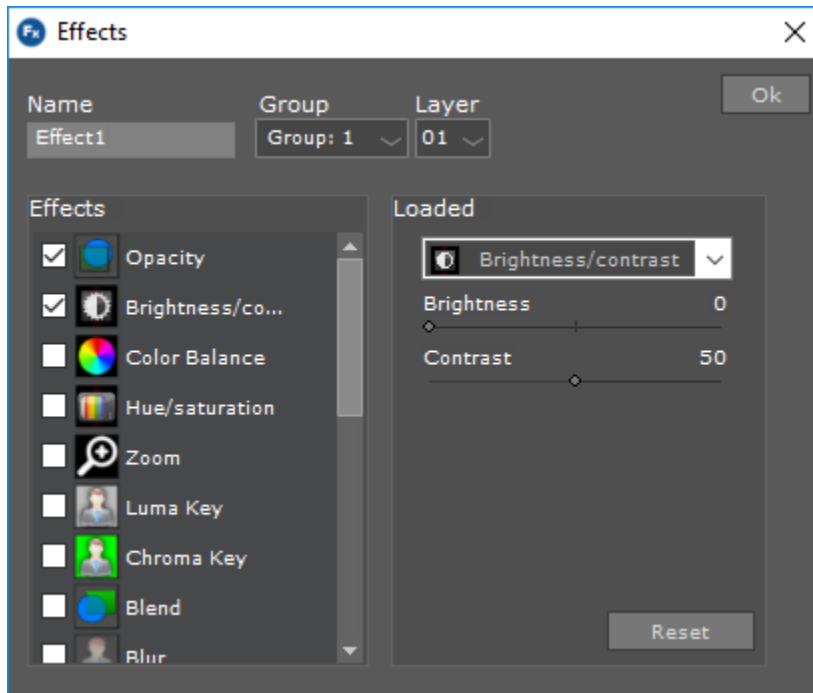 Fx Effects
Name Group Layer Ok
Effect1 Group: 1 01
Effects
Opacity
Brightness/co...
Color Balance
Hue/saturation
Zoom
Luma Key
Chroma Key
Blend
Blur
Loaded
Brightness/contrast
Brightness 0
Contrast 50
Reset